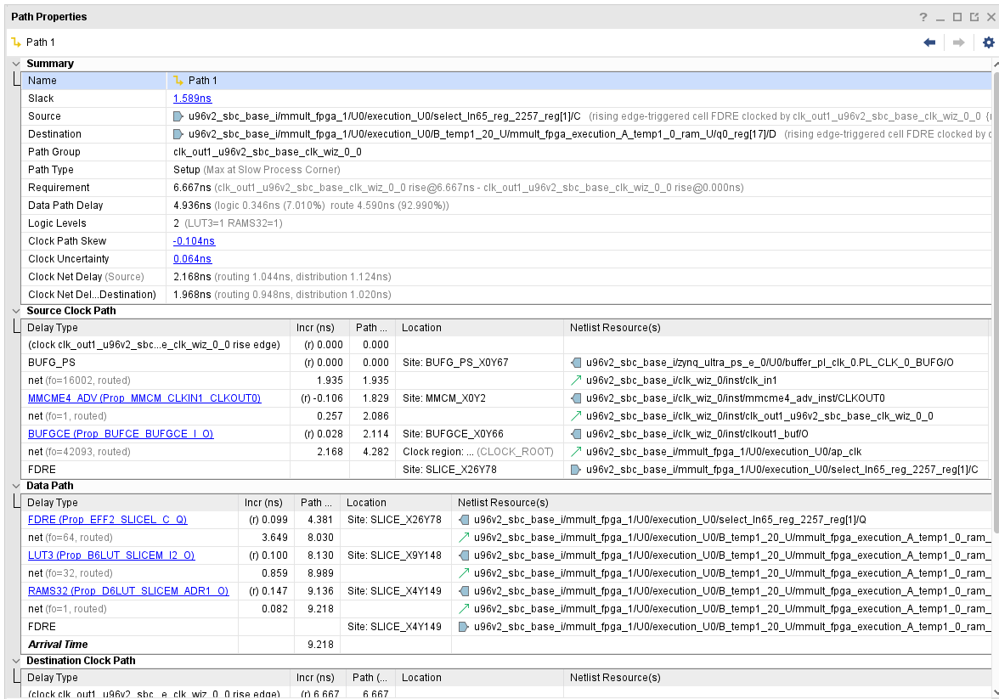 Path Properties
Path 1
Summary
Name Path 1
Slack 1.589ns
Source u96v2_sbc_base_i/mmult_fpga_1/U0/execution_U0/select_ln65_reg_2257_reg[1]/C (rising edge-triggered cell FDRE clocked by clk_out1_u96v2_sbc_base_clk_wiz_0_0
Destination u96v2_sbc_base_i/mmult_fpga_1/U0/execution_U0/B_temp1_20_U/mmult_fpga_execution_A_temp1_0_ram_U/q0_reg[17]/D (rising edge-triggered cell FDRE clocked by
Path Group clk_out1_u96v2_sbc_base_clk_wiz_0_0
Path Type Setup (Max at Slow Process Corner)
Requirement 6.667ns (clk_out1_u96v2_sbc_base_clk_wiz_0_0 rise@6.667ns - clk_out1_u96v2_sbc_base_clk_wiz_0_0 rise@0.000ns)
Data Path Delay 4.936ns (logic 0.346ns (7.010%) route 4.590ns (92.990%))
Logic Levels 2 (LUT3=1 RAMS32=1)
Clock Path Skew -0.104ns
Clock Uncertainty 0.064ns
Clock Net Delay (Source) 2.168ns (routing 1.044ns, distribution 1.124ns)
Clock Net Del...Destination) 1.968ns (routing 0.948ns, distribution 1.020ns)
Source Clock Path
Delay Type Incr (ns) Path ... Location Netlist Resource(s)
(clock clk_out1_u96v2_sbc...e_clk_wiz_0_0 rise edge) (r) 0.000 0.000
BUFG_PS (r) 0.000 0.000 Site: BUFG_PS_X0Y67 u96v2_sbc_base_i/zynq_ultra_ps_e_0/U0/buffer_pl_clk_0.PL_CLK_0_BUFG/O
net (fo=16002, routed) 1.935 1.935 u96v2_sbc_base_i/clk_wiz_0/inst/clk_in1
MMCME4_ADV (Prop_MMCM_CLKIN1_CLKOUT0) (r) -0.106 1.829 Site: MMCM_X0Y2 u96v2_sbc_base_i/clk_wiz_0/inst/mmcme4_adv_inst/CLKOUT0
net (fo=1, routed) 0.257 2.086 u96v2_sbc_base_i/clk_wiz_0/inst/clk_out1_u96v2_sbc_base_clk_wiz_0_0
BUFGCE (Prop_BUFCE_BUFGCE_I_O) (r) 0.028 2.114 Site: BUFGCE_X0Y66 u96v2_sbc_base_i/clk_wiz_0/inst/clkout1_buf/O
net (fo=42093, routed) 2.168 4.282 Clock region: ... (CLOCK_ROOT) u96v2_sbc_base_i/mmult_fpga_1/U0/execution_U0/ap_clk
FDRE Site: SLICE_X26Y78 u96v2_sbc_base_i/mmult_fpga_1/U0/execution_U0/select_ln65_reg_2257_reg[1]/C
Data Path
Delay Type Incr (ns) Path ... Location Netlist Resource(s)
FDRE (Prop_EFF2_SLICEL_C_Q) (r) 0.099 4.381 Site: SLICE_X26Y78 u96v2_sbc_base_i/mmult_fpga_1/U0/execution_U0/select_ln65_reg_2257_reg[1]/Q
net (fo=64, routed) 3.649 8.030 u96v2_sbc_base_i/mmult_fpga_1/U0/execution_U0/B_temp1_20_U/mmult_fpga_execution_A_temp1_0_ram_
LUT3 (Prop_B6LUT_SLICEM_I2_O) (r) 0.100 8.130 Site: SLICE_X9Y148 u96v2_sbc_base_i/mmult_fpga_1/U0/execution_U0/B_temp1_20_U/mmult_fpga_execution_A_temp1_0_ram_
net (fo=32, routed) 0.859 8.989 u96v2_sbc_base_i/mmult_fpga_1/U0/execution_U0/B_temp1_20_U/mmult_fpga_execution_A_temp1_0_ram_
RAMS32 (Prop_D6LUT_SLICEM_ADR1_O) (r) 0.147 9.136 Site: SLICE_X4Y149 u96v2_sbc_base_i/mmult_fpga_1/U0/execution_U0/B_temp1_20_U/mmult_fpga_execution_A_temp1_0_ram_
net (fo=1, routed) 0.082 9.218 u96v2_sbc_base_i/mmult_fpga_1/U0/execution_U0/B_temp1_20_U/mmult_fpga_execution_A_temp1_0_ram_
FDRE Site: SLICE_X4Y149 u96v2_sbc_base_i/mmult_fpga_1/U0/execution_U0/B_temp1_20_U/mmult_fpga_execution_A_temp1_0_ram_
Arrival Time 9.218
Destination Clock Path
Delay Type Incr (ns) Path (... Location Netlist Resource(s)
(clock clk_out1_u96v2_sbc...e_clk_wiz_0_0 rise edge) (r) 6.667 6.667